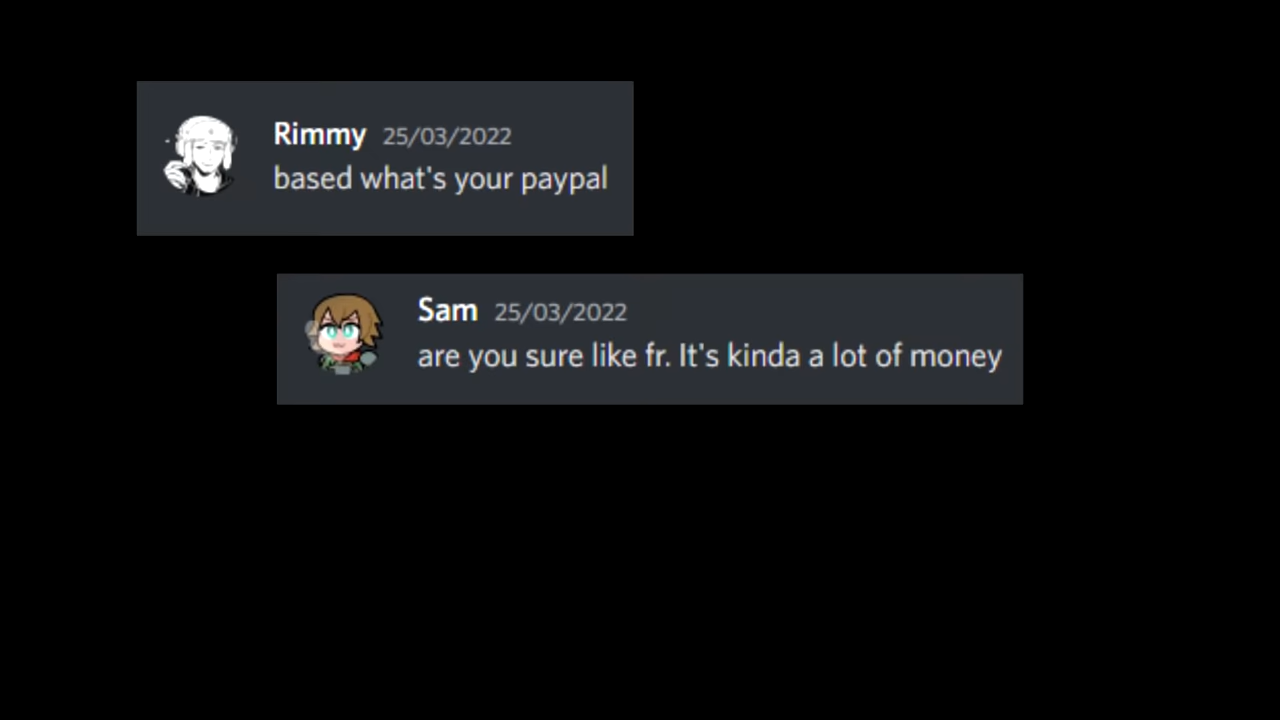 Rimmy 25/03/2022
based what's your paypal
Sam 25/03/2022
are you sure like fr. It's kinda a lot of money